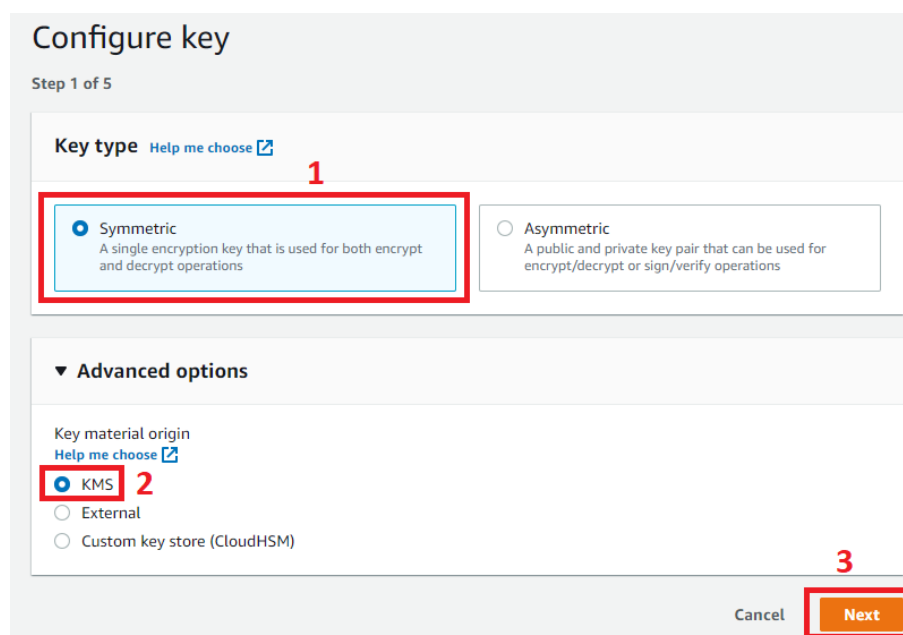 Configure key
Step 1 of 5
Key type Help me choose
1
Symmetric
A single encryption key that is used for both encrypt
and decrypt operations
Asymmetric
A public and private key pair that can be used for
encrypt/decrypt or sign/verify operations
Advanced options
Key material origin
Help me choose
KMS 2
External
Custom key store (CloudHSM)
3
Cancel Next